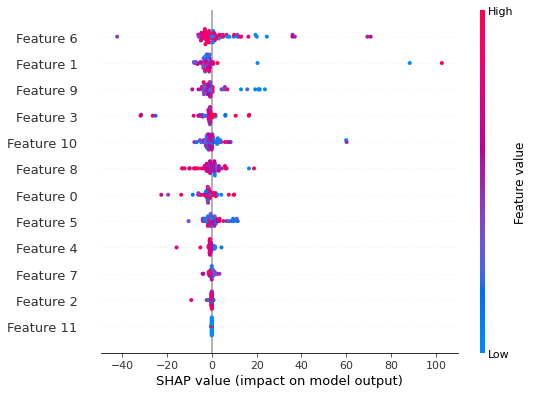 High
Feature 6
Feature 1
Feature 9
Feature 3
Feature 10
Feature 8
Feature 0
Feature 5
Feature 4
Feature 7
Feature 2
Feature 11
Feature value
Low
−40 −20 0 20 40 60 80 100
SHAP value (impact on model output)